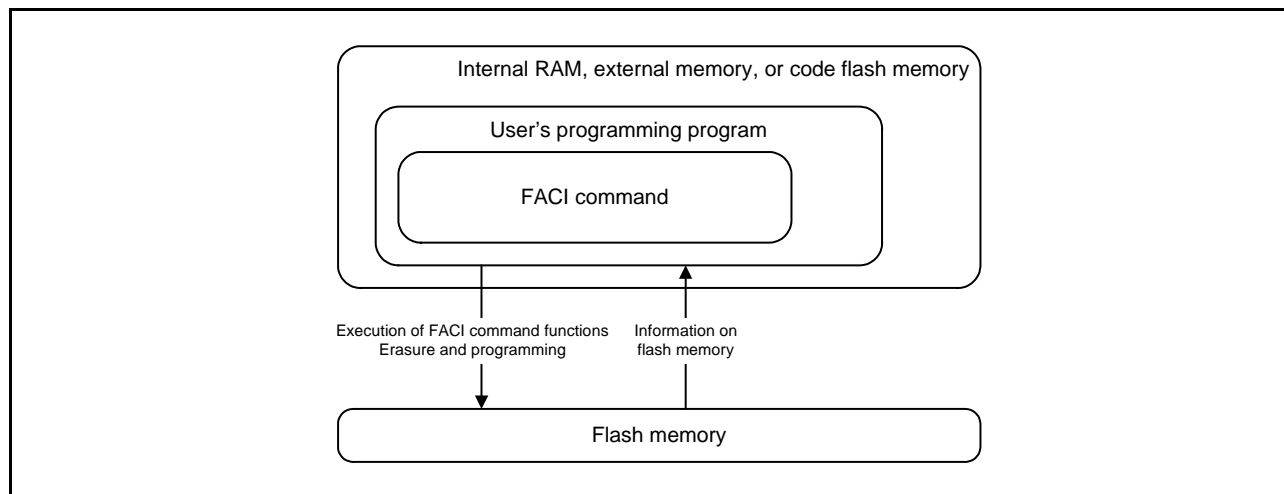 Internal RAM, external memory, or code flash memory
User's programming program
FACI command
Execution of FACI command functions
Erasure and programming
Information on
flash memory
Flash memory